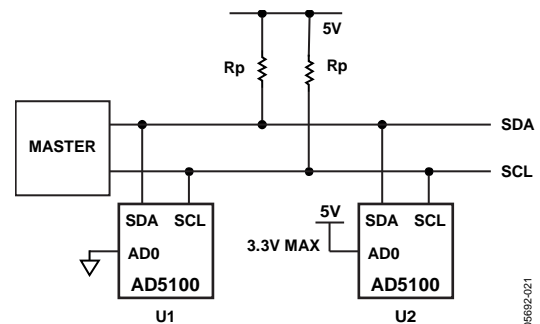 5V
Rp
Rp
SDA
MASTER
SCL
SDA SCL
AD0
AD5100
U1
5V
3.3V MAX
SDA SCL
AD0
AD5100
U2
05692-021